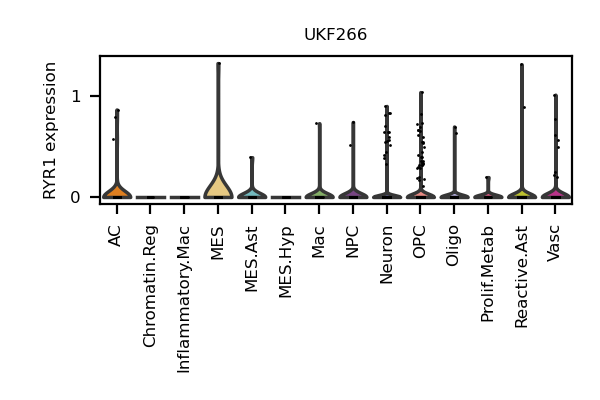 UKF266
RYR1 expression
1
0
AC
Chromatin.Reg
Inflammatory.Mac
MES
MES.Ast
MES.Hyp
Mac
NPC
Neuron
OPC
Oligo
Prolif.Metab
Reactive.Ast
Vasc